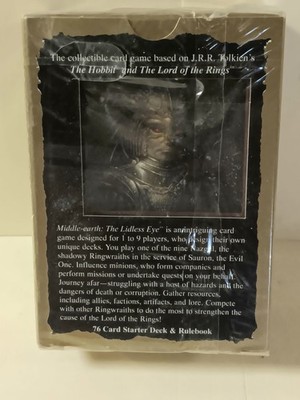 The collectible card game based on J.R.R. Tolkien's
The Hobbit™ and The Lord of the Rings™
Middle-earth: The Lidless Eye™ is an intriguing card
game designed for 1 to 9 players, who design their own
unique decks. You play one of the nine Nazgûl, the
shadowy Ringwraiths in the service of Sauron, the Evil
One. Influence minions, who form companies and
perform missions or undertake quests on your behalf.
Journey afar—struggling with a host of hazards and the
dangers of death or corruption. Gather resources,
including allies, factions, artifacts, and lore. Compete
with other Ringwraiths to do the most to strengthen the
cause of the Lord of the Rings!
76 Card Starter Deck & Rulebook